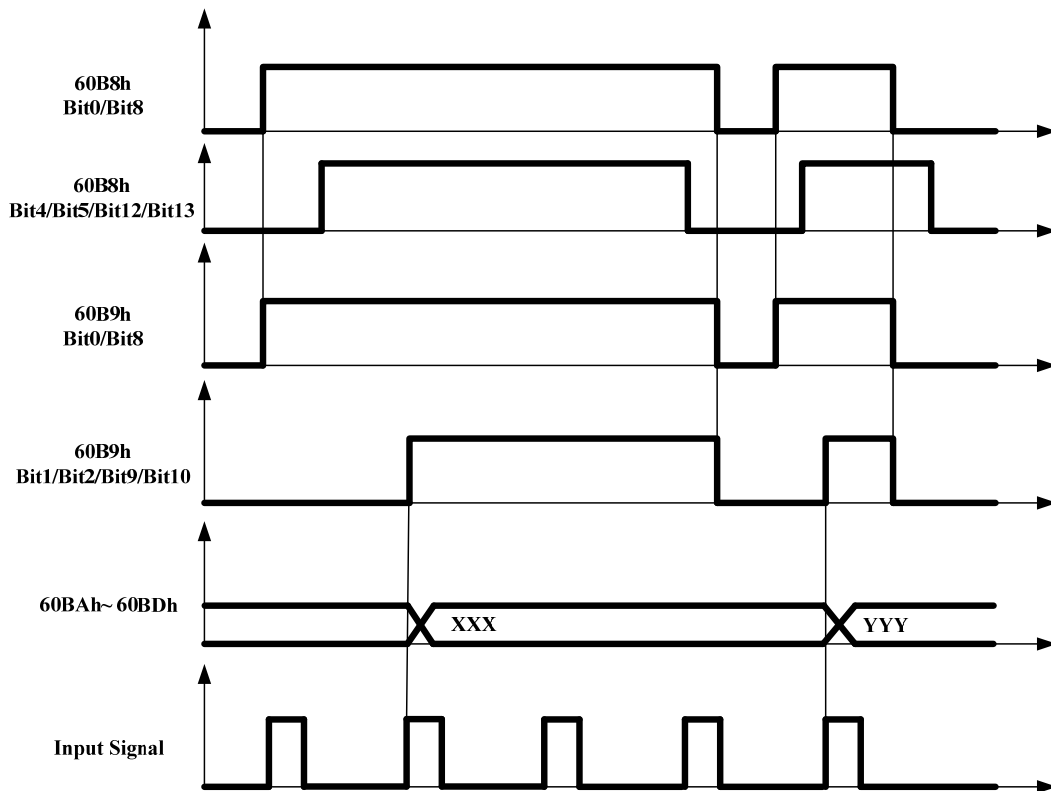 60B8h
Bit0/Bit8
60B8h
Bit4/Bit5/Bit12/Bit13
60B9h
Bit0/Bit8
60B9h
Bit1/Bit2/Bit9/Bit10
60BAh~ 60BDh
XXX
YYY
Input Signal